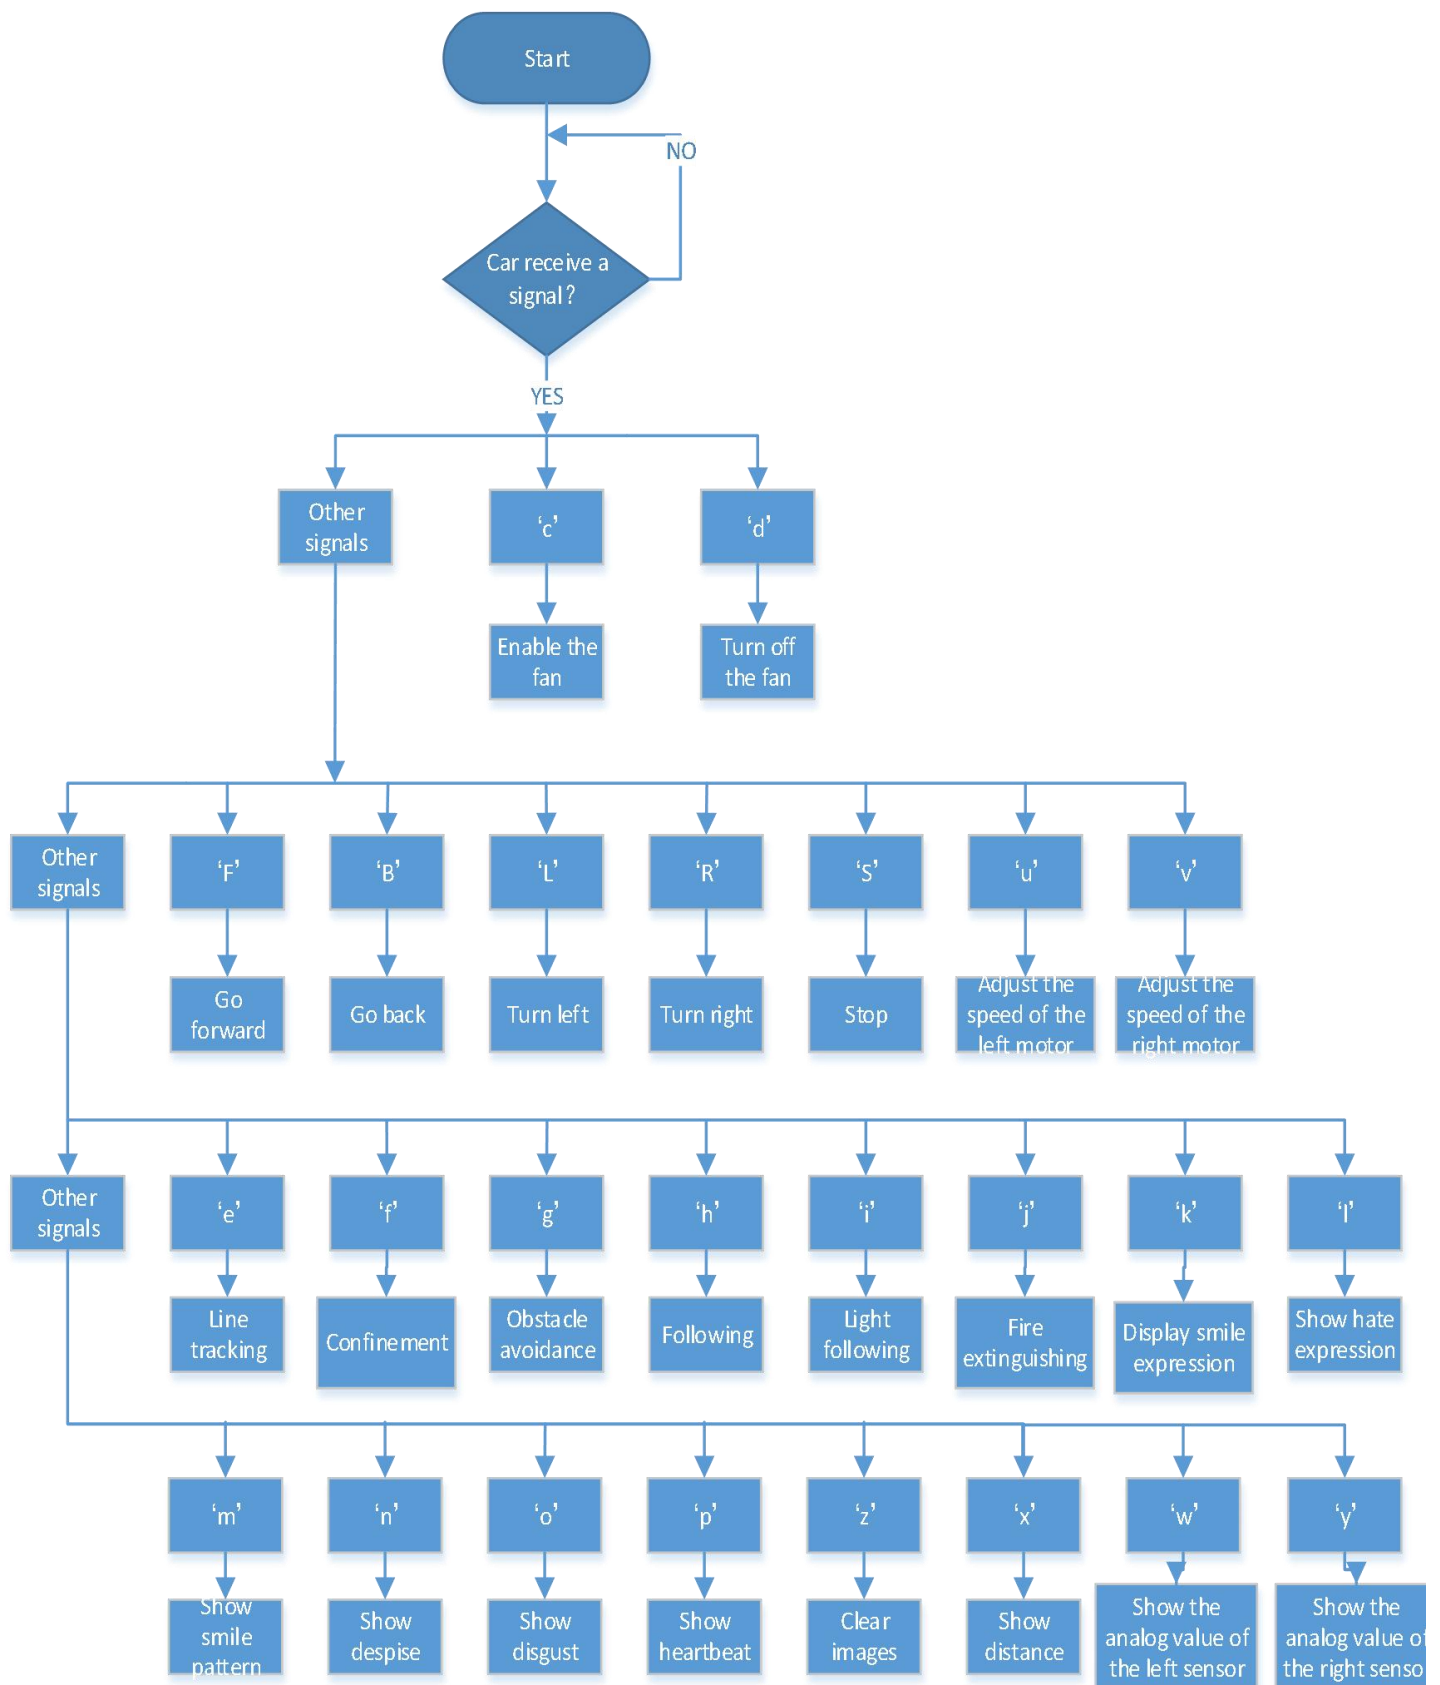 Start
NO
Car receive a
signal?
YES
Other
signals
‘c’
‘d’
Enable the
fan
Turn off
the fan
Other
signals
‘F’
‘B’
‘L’
‘R’
‘S’
‘u’
‘v’
Go
forward
Go back
Turn left
Turn right
Stop
Adjust the
speed of the
left motor
Adjust the
speed of the
right motor
Other
signals
‘e’
‘f’
‘g’
‘h’
‘i’
‘j’
‘k’
‘l’
Line
tracking
Confinement
Obstacle
avoidance
Following
Light
following
Fire
extinguishing
Display smile
expression
Show hate
expression
‘m’
‘n’
‘o’
‘p’
‘z’
‘x’
‘w’
‘y’
Show
smile
pattern
Show
despise
Show
disgust
Show
heartbeat
Clear
images
Show
distance
Show the
analog value of
the left sensor
Show the
analog value of
the right senso